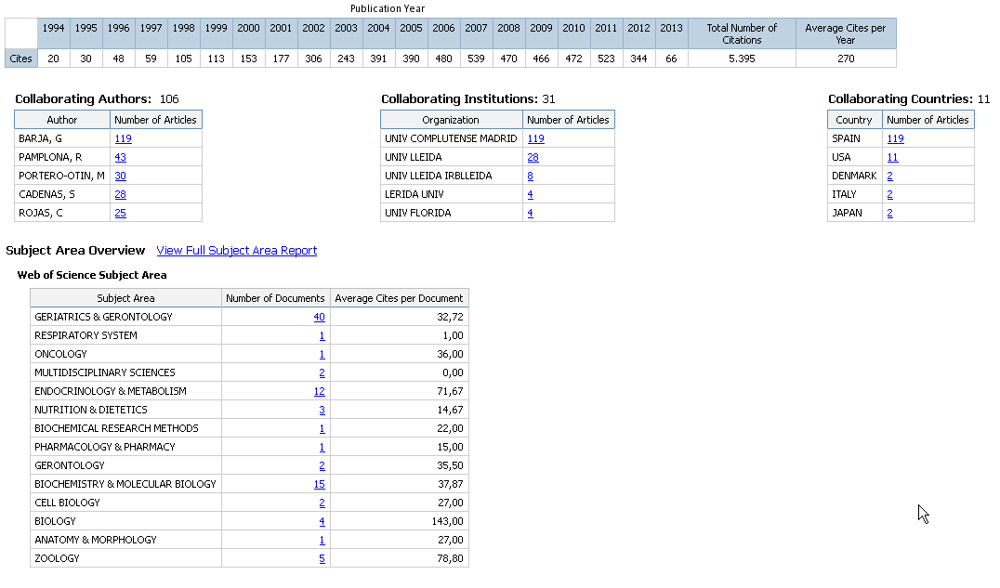 Publication Year
1994 1995 1996 1997 1998 1999 2000 2001 2002 2003 2004 2005 2006 2007 2008 2009 2010 2011 2012 2013 Total Number of Citations Average Cites per Year
Cites 20 30 48 59 105 113 153 177 306 243 391 390 480 539 470 466 472 523 344 66 5.395 270
Collaborating Authors: 106
Author Number of Articles
BARJA, G 119
PAMPLONA, R 43
PORTERO-OTIN, M 30
CADENAS, S 28
ROJAS, C 25
Collaborating Institutions: 31
Organization Number of Articles
UNIV COMPLUTENSE MADRID 119
UNIV LLEIDA 28
UNIV LLEIDA IRBLLEIDA 8
LERIDA UNIV 4
UNIV FLORIDA 4
Collaborating Countries: 11
Country Number of Articles
SPAIN 119
USA 11
DENMARK 2
ITALY 2
JAPAN 2
Subject Area Overview View Full Subject Area Report
Web of Science Subject Area
Subject Area Number of Documents Average Cites per Document
GERIATRICS & GERONTOLOGY 40 32,72
RESPIRATORY SYSTEM 1 1,00
ONCOLOGY 1 36,00
MULTIDISCIPLINARY SCIENCES 2 0,00
ENDOCRINOLOGY & METABOLISM 12 71,67
NUTRITION & DIETETICS 3 14,67
BIOCHEMICAL RESEARCH METHODS 1 22,00
PHARMACOLOGY & PHARMACY 1 15,00
GERONTOLOGY 2 35,50
BIOCHEMISTRY & MOLECULAR BIOLOGY 15 37,87
CELL BIOLOGY 2 27,00
BIOLOGY 4 143,00
ANATOMY & MORPHOLOGY 1 27,00
ZOOLOGY 5 78,80